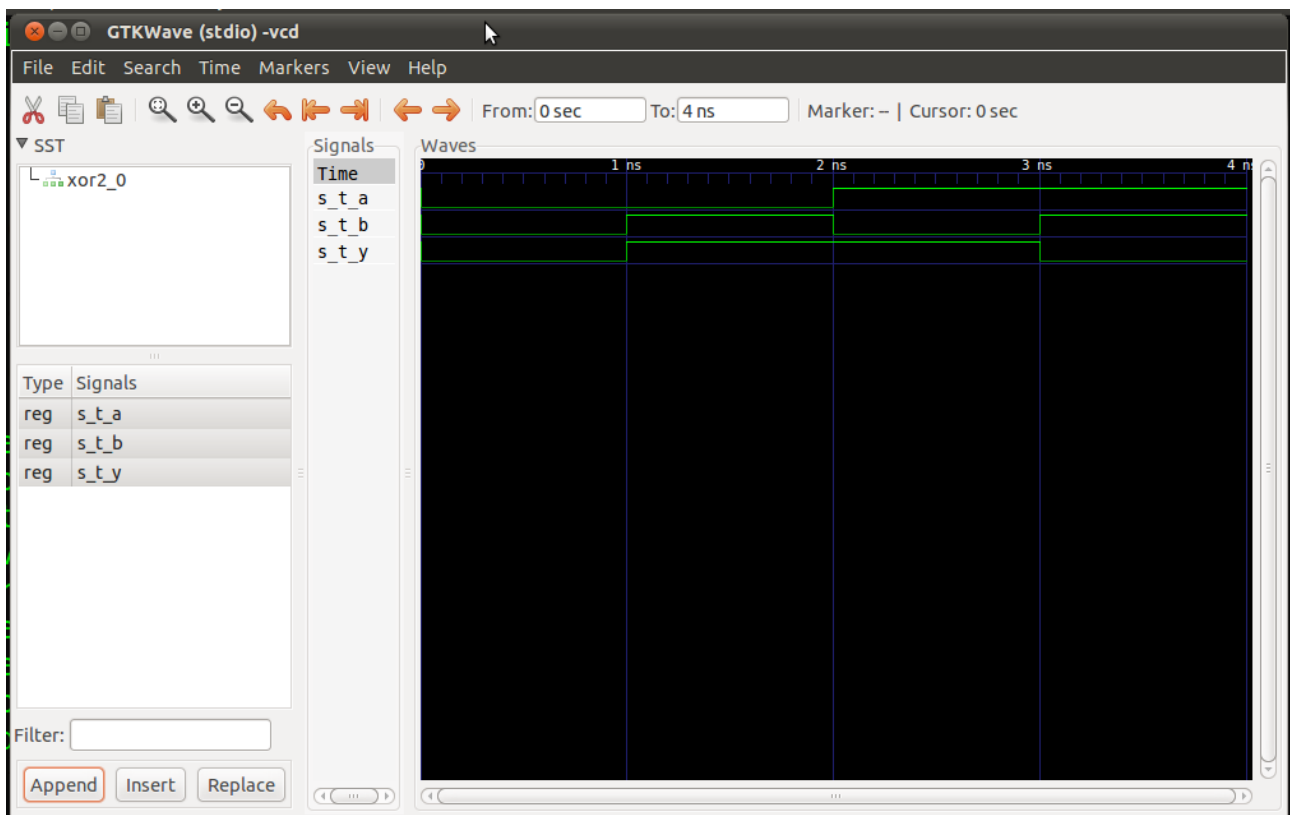 GTKWave (stdio) -vcd
File Edit Search Time Markers View Help
From: 0 sec To: 4 ns Marker: -- | Cursor: 0 sec
SST
xor2_0
Signals
Time
s_t_a
s_t_b
s_t_y
Waves
0 1 ns 2 ns 3 ns 4 ns
Type Signals
reg s_t_a
reg s_t_b
reg s_t_y
Filter:
Append Insert Replace